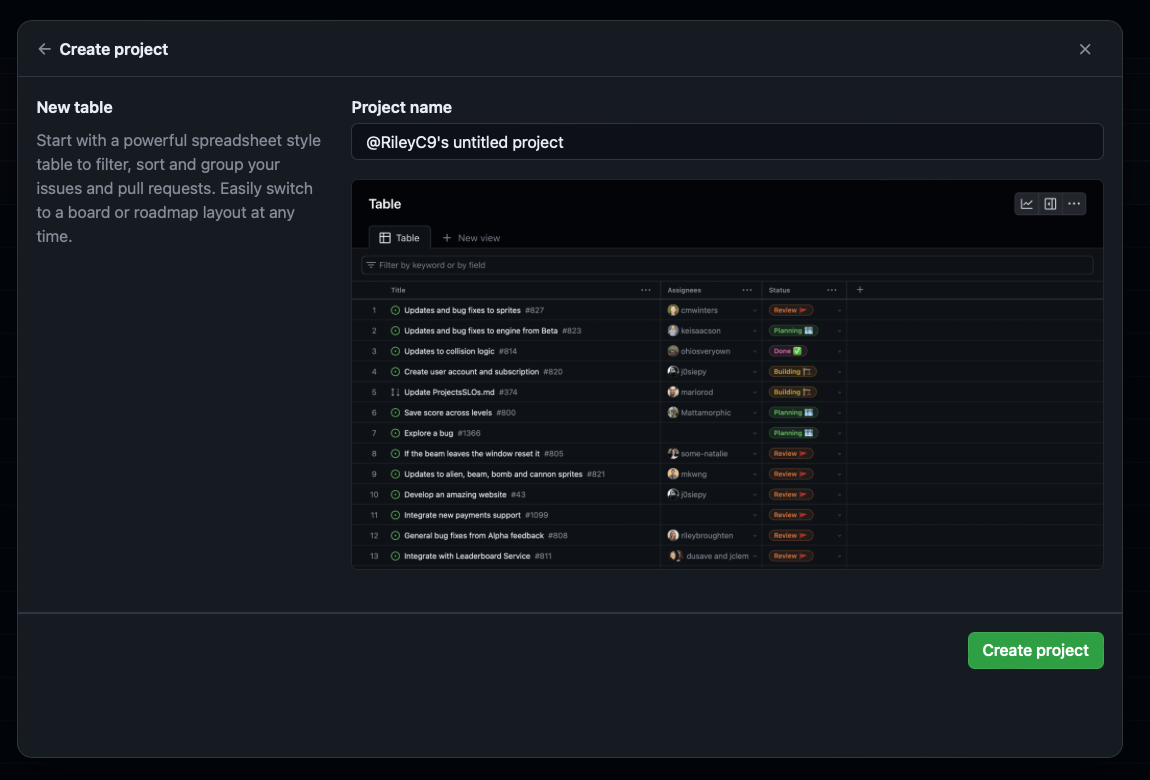 Create project
New table
Start with a powerful spreadsheet style
table to filter, sort and group your
issues and pull requests. Easily switch
to a board or roadmap layout at any
time.
Project name
@RileyC9's untitled project
Table
Table
New view
Filter by keyword or by field
Title Assignees Status
1 Updates and bug fixes to sprites #827 cmwinters Review
2 Updates and bug fixes to engine from Beta #823 keisaacson Planning
3 Updates to collision logic #814 ohiosveryown Done
4 Create user account and subscription #820 j0siepy Building
5 Update ProjectsSLOs.md #374 mariorod Building
6 Save score across levels #800 Mattamorphic Planning
7 Explore a bug #1366 Planning
8 If the beam leaves the window reset it #805 some-natalie Review
9 Updates to alien, beam, bomb and cannon sprites #821 mkwng Review
10 Develop an amazing website #43 j0siepy Review
11 Integrate new payments support #1099 Review
12 General bug fixes from Alpha feedback #808 rileybroughten Review
13 Integrate with Leaderboard Service #811 dusave and jclem Review
Create project